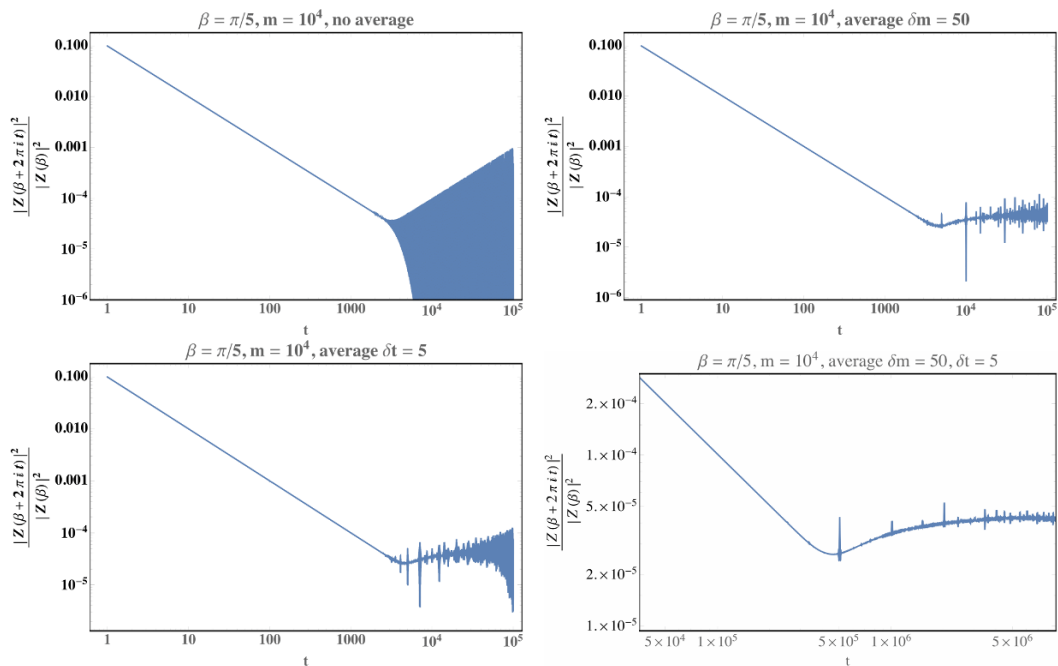 β = π/5, m = 10⁴, no average
0.100
0.010
0.001
10⁻⁴
10⁻⁵
10⁻⁶
|Z(β + 2π i t)|²
|Z(β)|²
1 10 100 1000 10⁴ 10⁵
t
β = π/5, m = 10⁴, average δm = 50
0.100
0.010
0.001
10⁻⁴
10⁻⁵
10⁻⁶
|Z(β + 2π i t)|²
|Z(β)|²
1 10 100 1000 10⁴ 10⁵
t
β = π/5, m = 10⁴, average δt = 5
0.100
0.010
0.001
10⁻⁴
10⁻⁵
|Z(β + 2π i t)|²
|Z(β)|²
1 10 100 1000 10⁴ 10⁵
t
β = π/5, m = 10⁴, average δm = 50, δt = 5
2.×10⁻⁴
1.×10⁻⁴
5.×10⁻⁵
2.×10⁻⁵
1.×10⁻⁵
|Z(β + 2π i t)|²
|Z(β)|²
5×10⁴ 1×10⁵ 5×10⁵ 1×10⁶ 5×10⁶
t